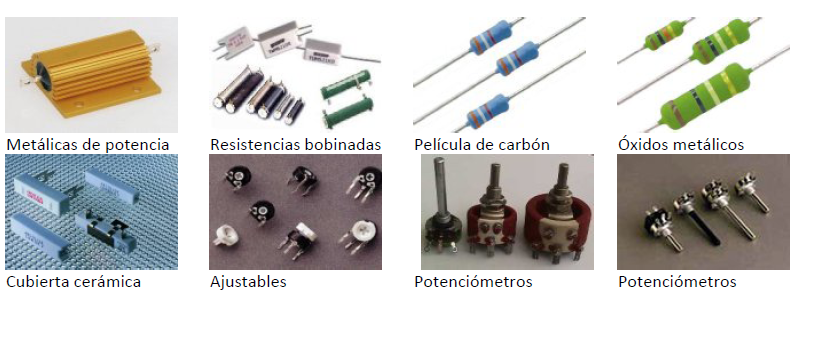 Metálicas de potencia
Resistencias bobinadas
Película de carbón
Óxidos metálicos
Cubierta cerámica
Ajustables
Potenciómetros
Potenciómetros